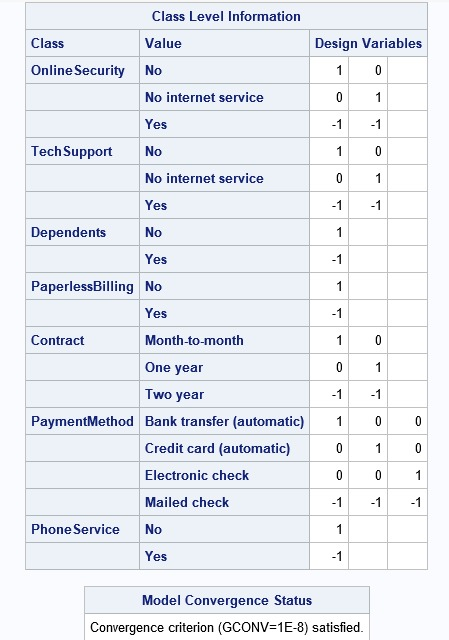 Class Level Information
Class Value Design Variables
OnlineSecurity No 1 0
No internet service 0 1
Yes -1 -1
TechSupport No 1 0
No internet service 0 1
Yes -1 -1
Dependents No 1
Yes -1
PaperlessBilling No 1
Yes -1
Contract Month-to-month 1 0
One year 0 1
Two year -1 -1
PaymentMethod Bank transfer (automatic) 1 0 0
Credit card (automatic) 0 1 0
Electronic check 0 0 1
Mailed check -1 -1 -1
PhoneService No 1
Yes -1
Model Convergence Status
Convergence criterion (GCONV=1E-8) satisfied.